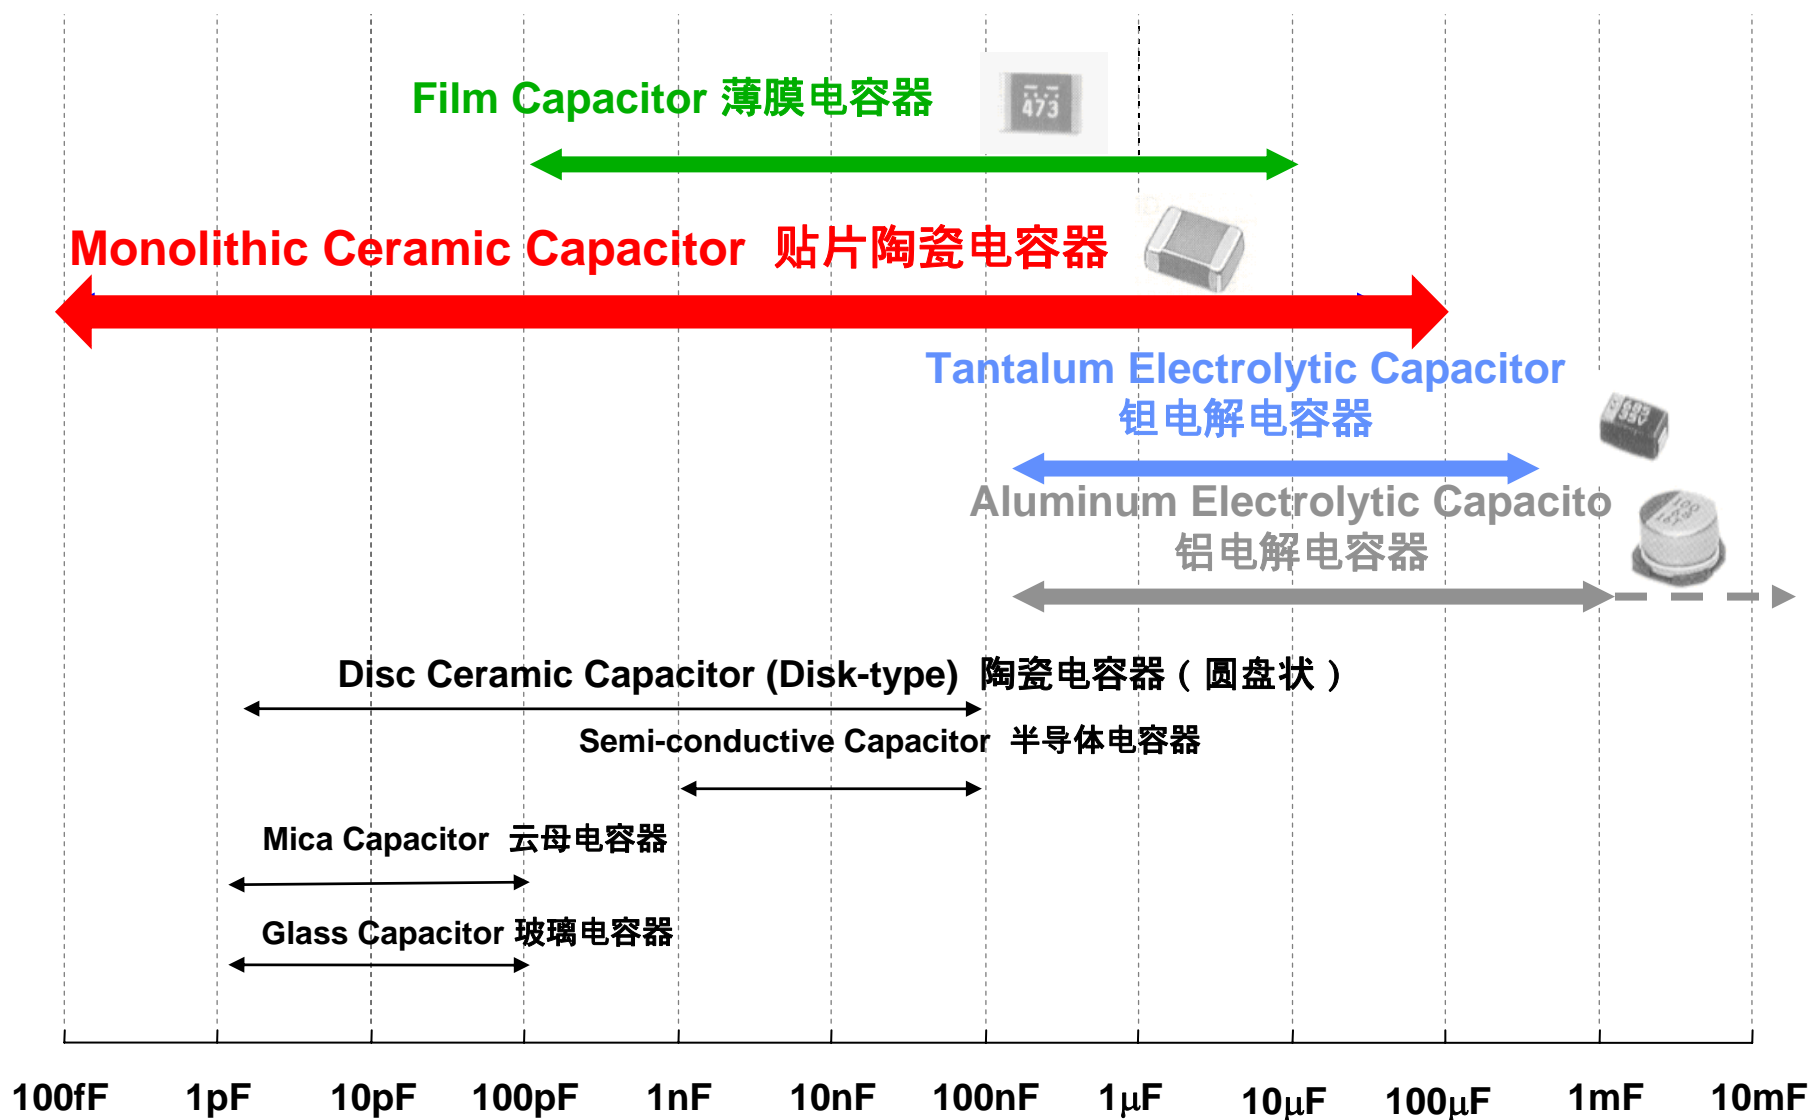 Film Capacitor 薄膜电容器
473
Monolithic Ceramic Capacitor 贴片陶瓷电容器
Tantalum Electrolytic Capacitor
钽电解电容器
Aluminum Electrolytic Capacito
铝电解电容器
Disc Ceramic Capacitor (Disk-type) 陶瓷电容器（圆盘状）
Semi-conductive Capacitor 半导体电容器
Mica Capacitor 云母电容器
Glass Capacitor 玻璃电容器
100fF 1pF 10pF 100pF 1nF 10nF 100nF 1μF 10μF 100μF 1mF 10mF